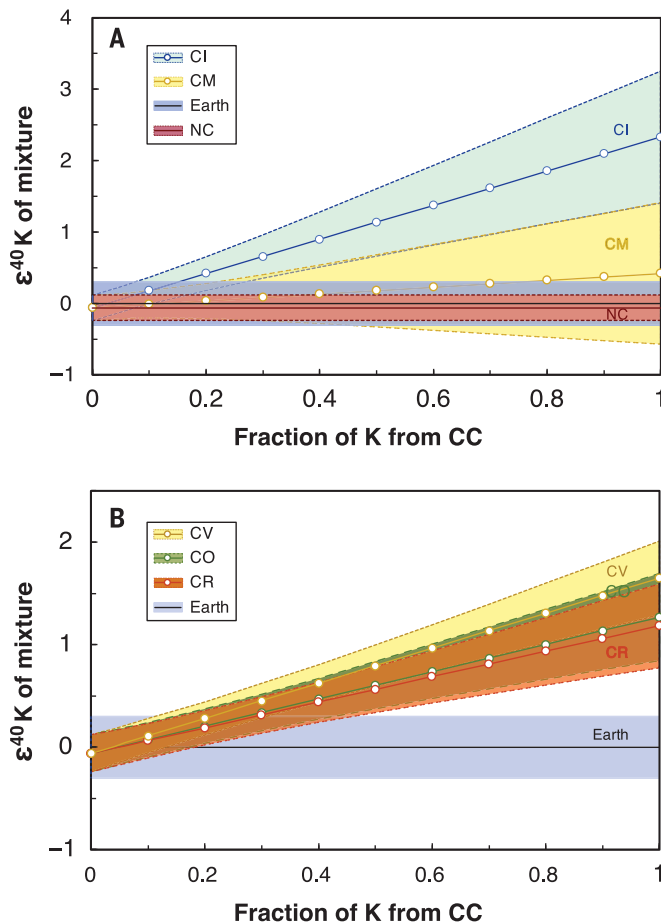 A
CI
CM
Earth
NC
4
3
2
1
0
−1
ε⁴⁰K of mixture
CI
CM
NC
0 0.2 0.4 0.6 0.8 1
Fraction of K from CC
B
CV
CO
CR
Earth
2
1
0
−1
ε⁴⁰K of mixture
CV
CO
CR
Earth
0 0.2 0.4 0.6 0.8 1
Fraction of K from CC